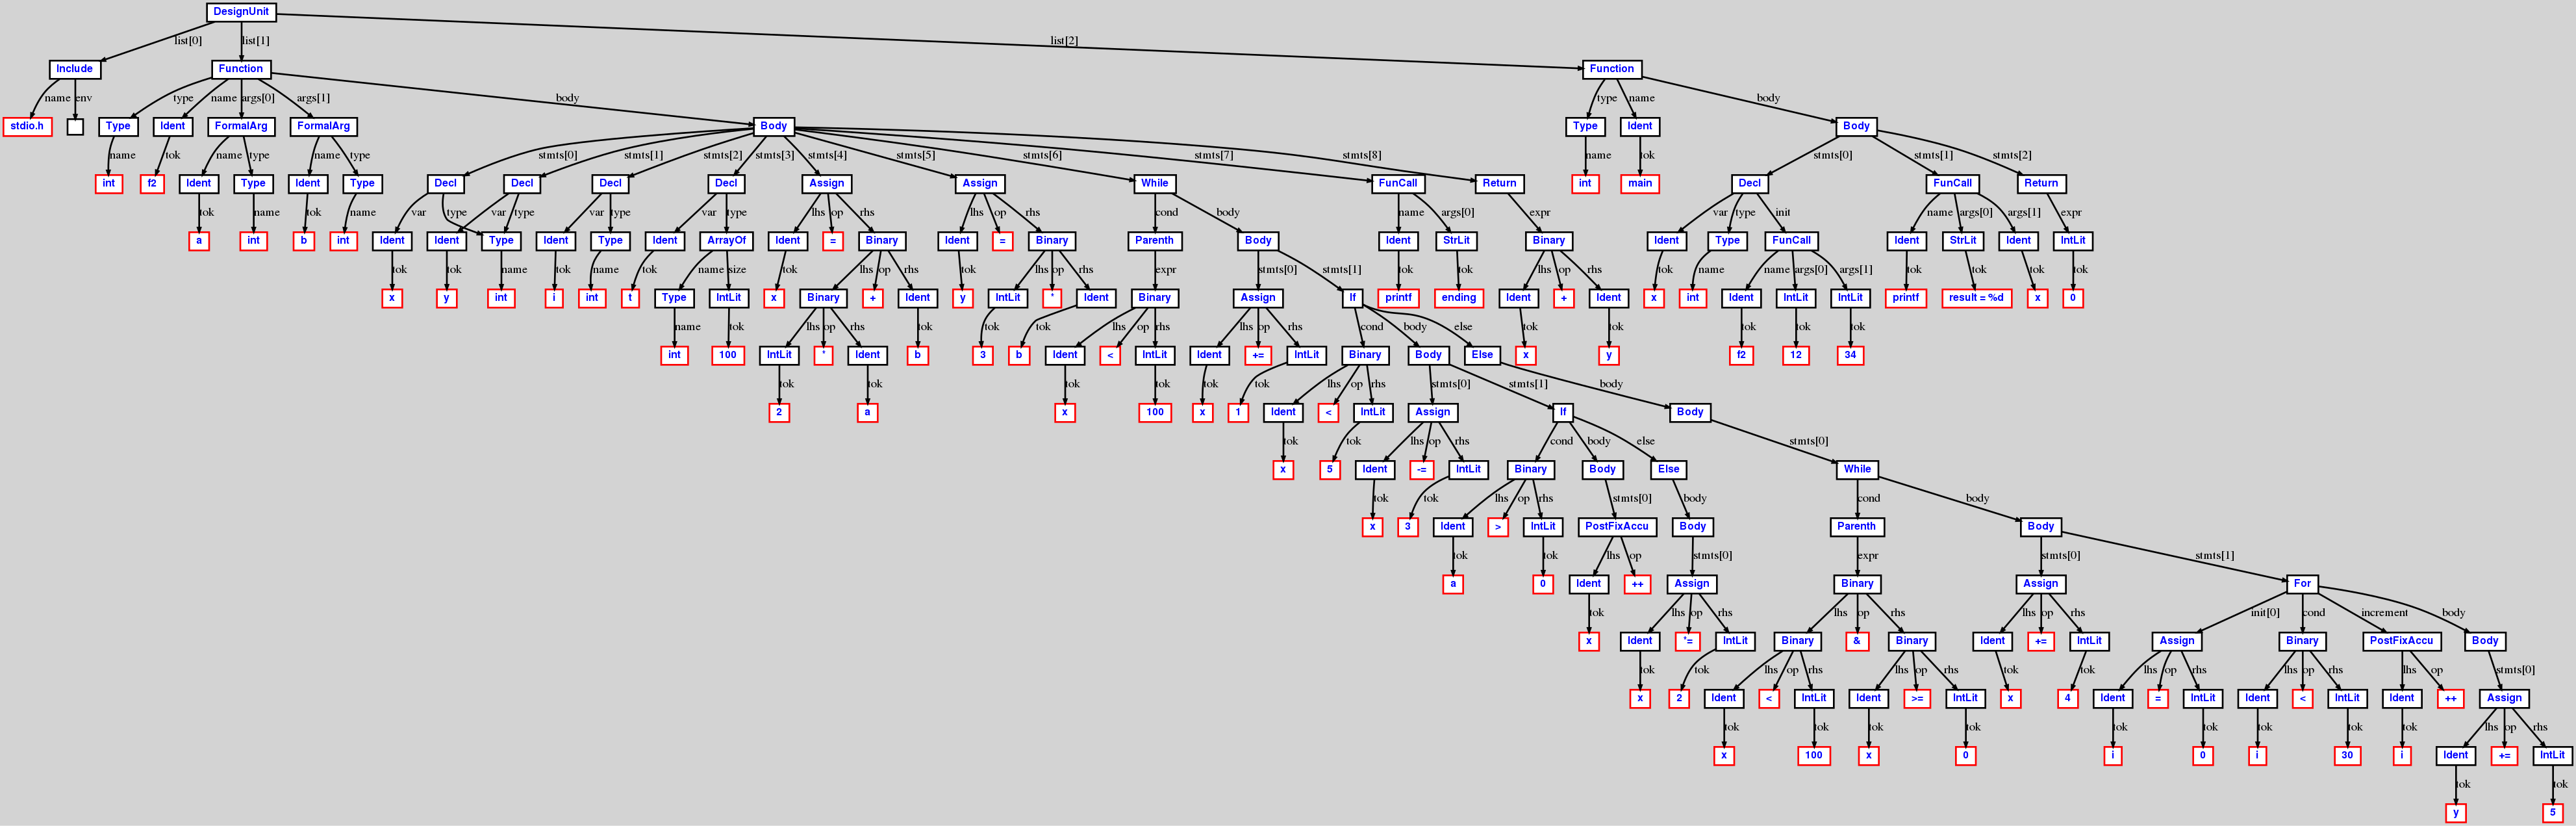 DesignUnit
list[0] list[1] list[2]
Include Function Function
name env type name args[0] args[1] body type name body
stdio.h Type Ident FormalArg FormalArg Body Type Ident Body
name tok name type name type stmts[0] stmts[1] stmts[2] stmts[3] stmts[4] stmts[5] stmts[6] stmts[7] stmts[8] name tok stmts[0] stmts[1] stmts[2]
int f2 Ident Type Ident Type Decl Decl Decl Decl Assign Assign While FunCall Return int main Decl FunCall Return
tok name tok name var type var type var type var type lhs op rhs lhs op rhs cond body name args[0] expr var type init name args[0] args[1] expr
a int b int Ident Ident Type Ident Type Ident ArrayOf Ident = Binary Ident = Binary Parenth Body Ident StrLit Binary Ident Type FunCall Ident StrLit Ident IntLit
tok tok name tok name tok name size tok lhs op rhs tok lhs op rhs expr stmts[0] stmts[1] tok tok lhs op rhs tok name name args[0] args[1] tok tok tok tok
x y int i int t Type IntLit x Binary + Ident y IntLit * Ident Binary Assign If printf ending Ident + Ident x int Ident IntLit IntLit printf result = %d x 0
name tok lhs op rhs tok tok tok lhs op rhs lhs op rhs cond body else tok tok tok tok tok
int 100 IntLit * Ident b 3 b Ident < IntLit Ident += IntLit Binary Body Else x y f2 12 34
tok tok tok tok tok tok lhs op rhs stmts[0] stmts[1] body
2 a x 100 x 1 Ident < IntLit Assign If Body
tok tok lhs op rhs cond body else stmts[0]
x 5 Ident -= IntLit Binary Body Else While
tok tok lhs op rhs stmts[0] body cond body
x 3 Ident > IntLit PostFixAccu Body Parenth Body
tok tok lhs op stmts[0] expr stmts[0] stmts[1]
a 0 Ident ++ Assign Binary Assign For
tok lhs op rhs lhs op rhs lhs op rhs init[0] cond increment body
x Ident *= IntLit Binary & Binary Ident += IntLit Assign Binary PostFixAccu Body
tok tok lhs op rhs lhs op rhs tok tok lhs op rhs lhs op rhs lhs op stmts[0]
x 2 Ident < IntLit Ident >= IntLit x 4 Ident = IntLit Ident < IntLit Ident ++ Assign
tok tok tok tok tok tok tok tok tok lhs op rhs
x 100 x 0 i 0 i 30 i Ident += IntLit
tok tok
y 5